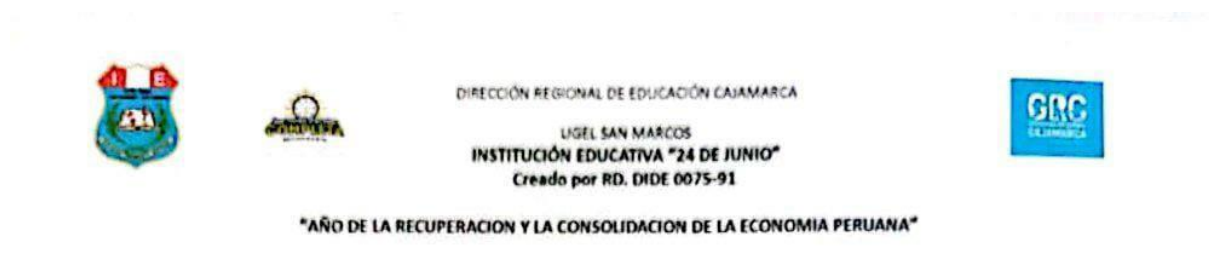 I E
DIRECCIÓN REGIONAL DE EDUCACIÓN CAJAMARCA
UGEL SAN MARCOS
INSTITUCIÓN EDUCATIVA "24 DE JUNIO"
Creado por RD. DIDE 0075-91
GRC
CAJAMARCA
"AÑO DE LA RECUPERACION Y LA CONSOLIDACION DE LA ECONOMIA PERUANA"